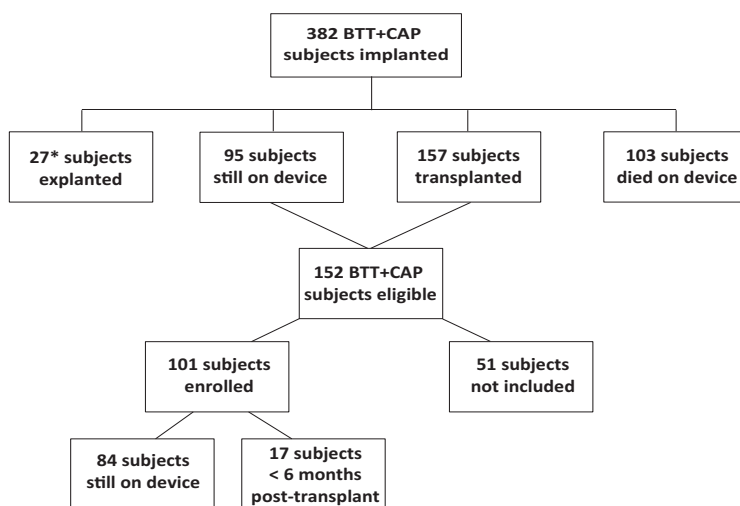 382 BTT+CAP
subjects implanted
27* subjects
explanted
95 subjects
still on device
157 subjects
transplanted
103 subjects
died on device
152 BTT+CAP
subjects eligible
101 subjects
enrolled
51 subjects
not included
84 subjects
still on device
17 subjects
< 6 months
post-transplant